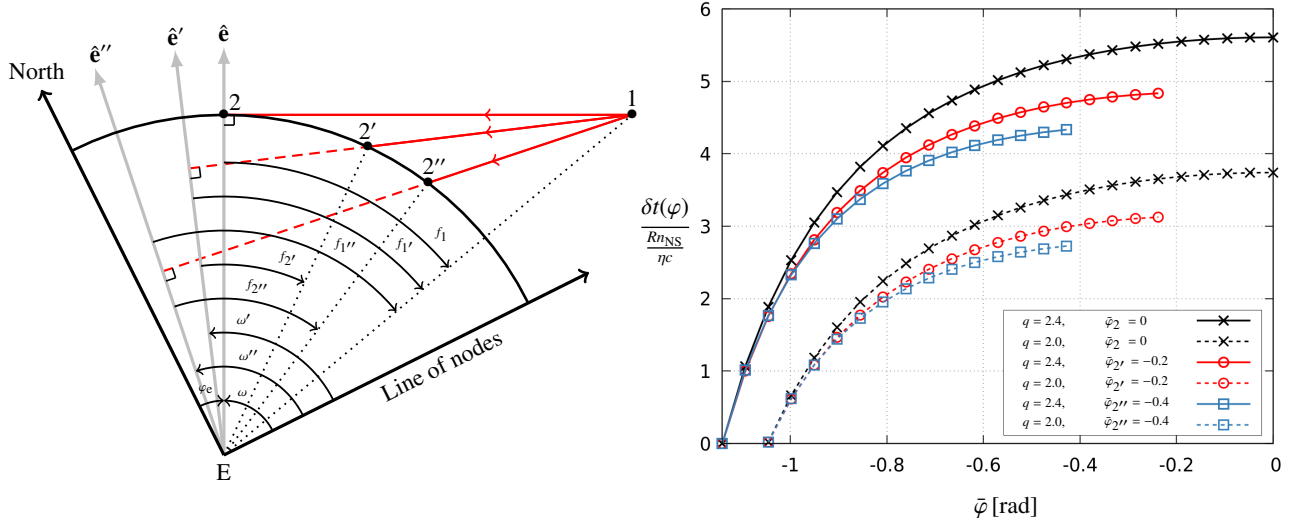 ê″
ê′
ê
North
2
1
2′
2″
f₁
f₁″
f₁′
f₂′
f₂″
ω′
ω″
φₑ
ω
Line of nodes
E
6
5
4
3
2
1
0
δt(φ)
Rn_NS
ηc
q = 2.4, φ̄₂ = 0
q = 2.0, φ̄₂ = 0
q = 2.4, φ̄₂′ = −0.2
q = 2.0, φ̄₂′ = −0.2
q = 2.4, φ̄₂″ = −0.4
q = 2.0, φ̄₂″ = −0.4
-1 -0.8 -0.6 -0.4 -0.2 0
φ̄ [rad]